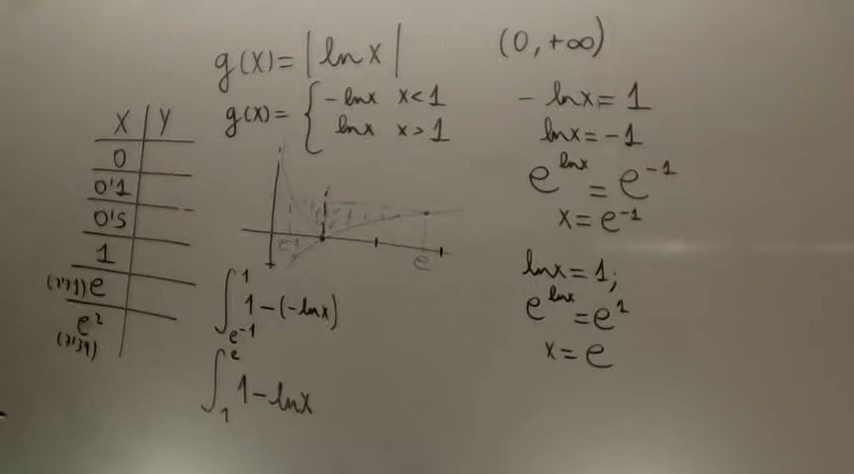 g(x) = |ln x|
(0, +∞)
g(x) = { -ln x x < 1
ln x x > 1
X | Y
0
0'1
0'5
1
e
e²
e
∫_{e^{-1}}^{1} 1 - (-ln x)
∫_{1}^{e} 1 - ln x
- ln x = 1
ln x = -1
e^{ln x} = e^{-1}
x = e^{-1}
ln x = 1;
e^{ln x} = e^1
x = e